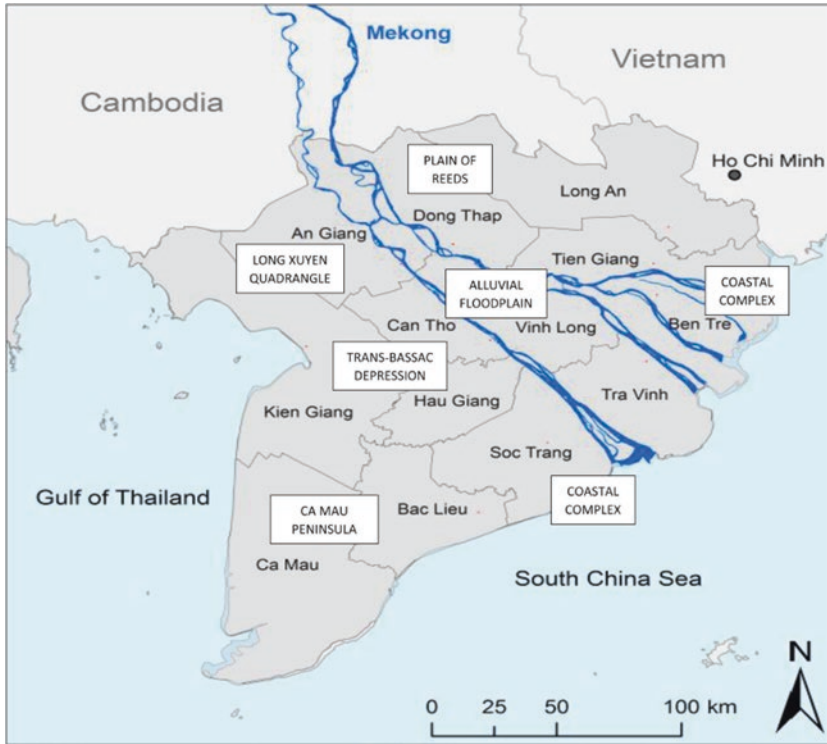 Mekong
Vietnam
Cambodia
PLAIN OF
REEDS
Ho Chi Minh
Long An
Dong Thap
An Giang
Tien Giang
LONG XUYEN
QUADRANGLE
ALLUVIAL
FLOODPLAIN
COASTAL
COMPLEX
Can Tho
Vinh Long
Ben Tre
TRANS-BASSAC
DEPRESSION
Tra Vinh
Hau Giang
Kien Giang
Soc Trang
Gulf of Thailand
CA MAU
PENINSULA
Bac Lieu
COASTAL
COMPLEX
Ca Mau
South China Sea
N
0 25 50 100 km